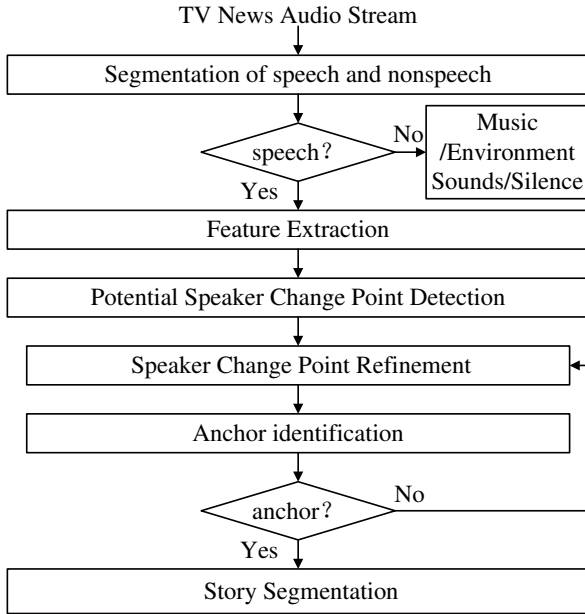 TV News Audio Stream
Segmentation of speech and nonspeech
speech？
No
Music
/Environment
Sounds/Silence
Yes
Feature Extraction
Potential Speaker Change Point Detection
Speaker Change Point Refinement
Anchor identification
anchor？
No
Yes
Story Segmentation